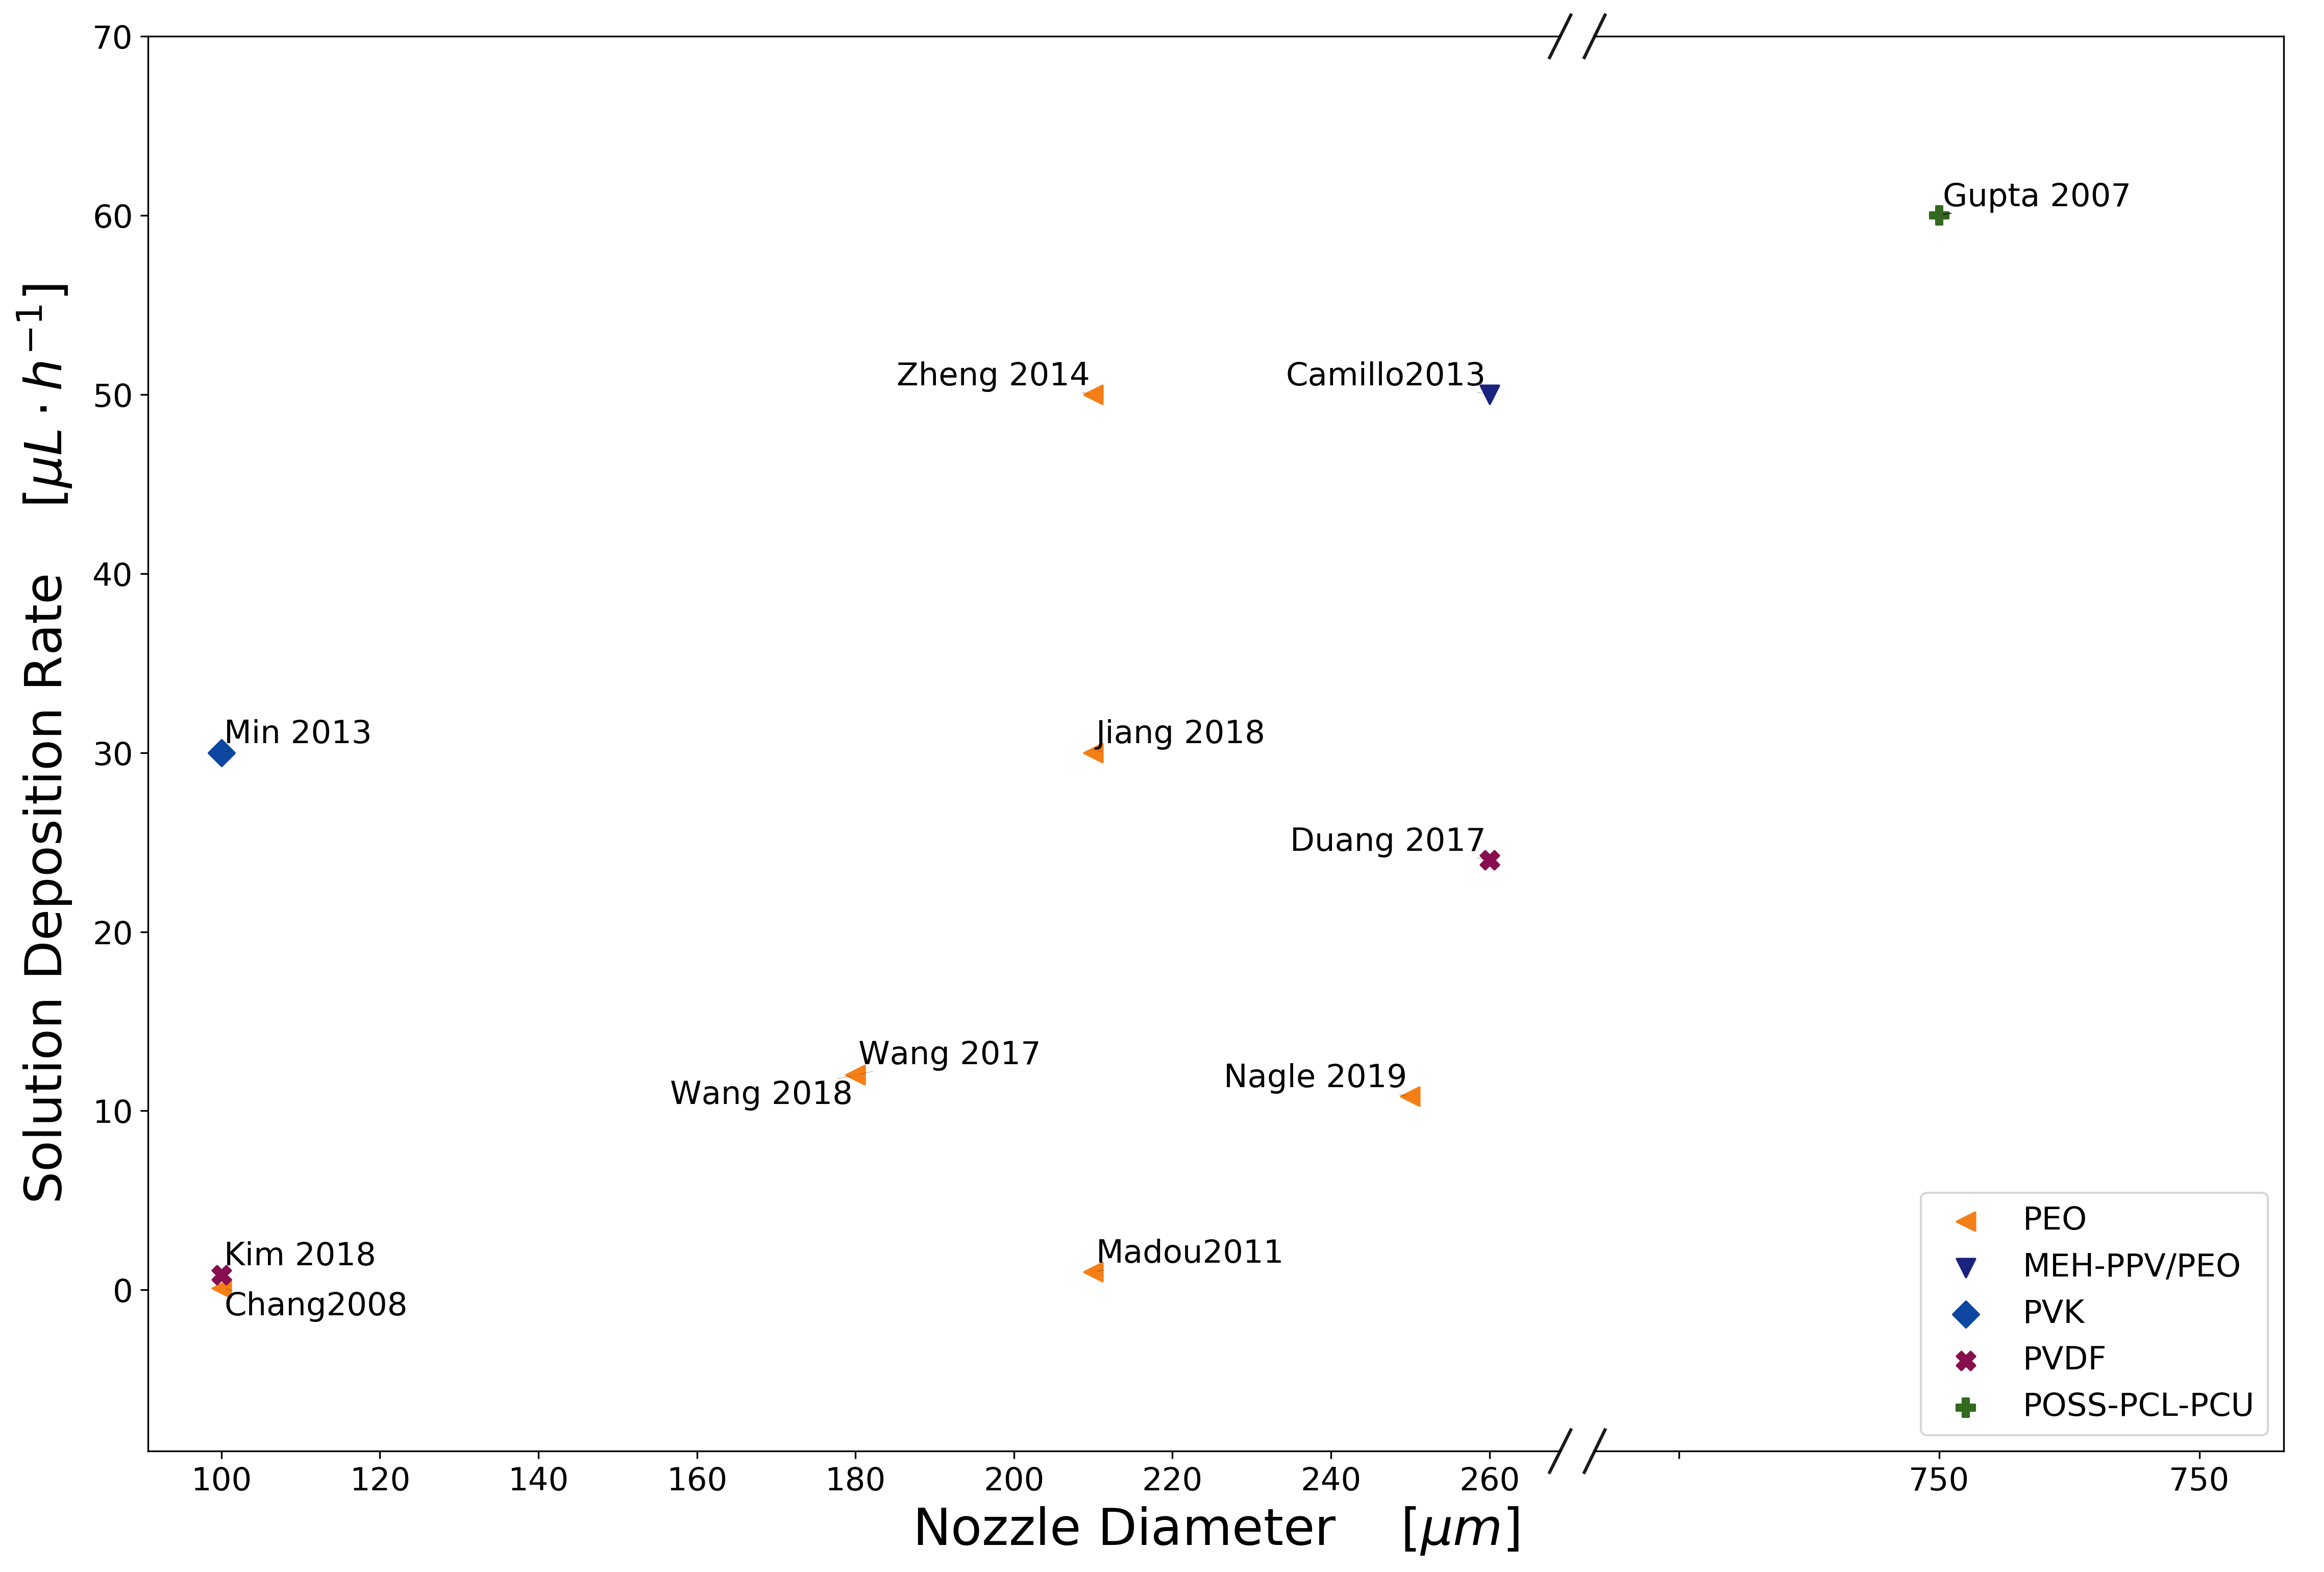 70
60
50
40
30
20
10
0
Solution Deposition Rate [μL · h⁻¹]
Gupta 2007
Zheng 2014
Camillo2013
Min 2013
Jiang 2018
Duang 2017
Wang 2017
Wang 2018
Nagle 2019
Kim 2018
Chang2008
Madou2011
PEO
MEH-PPV/PEO
PVK
PVDF
POSS-PCL-PCU
100 120 140 160 180 200 220 240 260 750 750
Nozzle Diameter [μm]